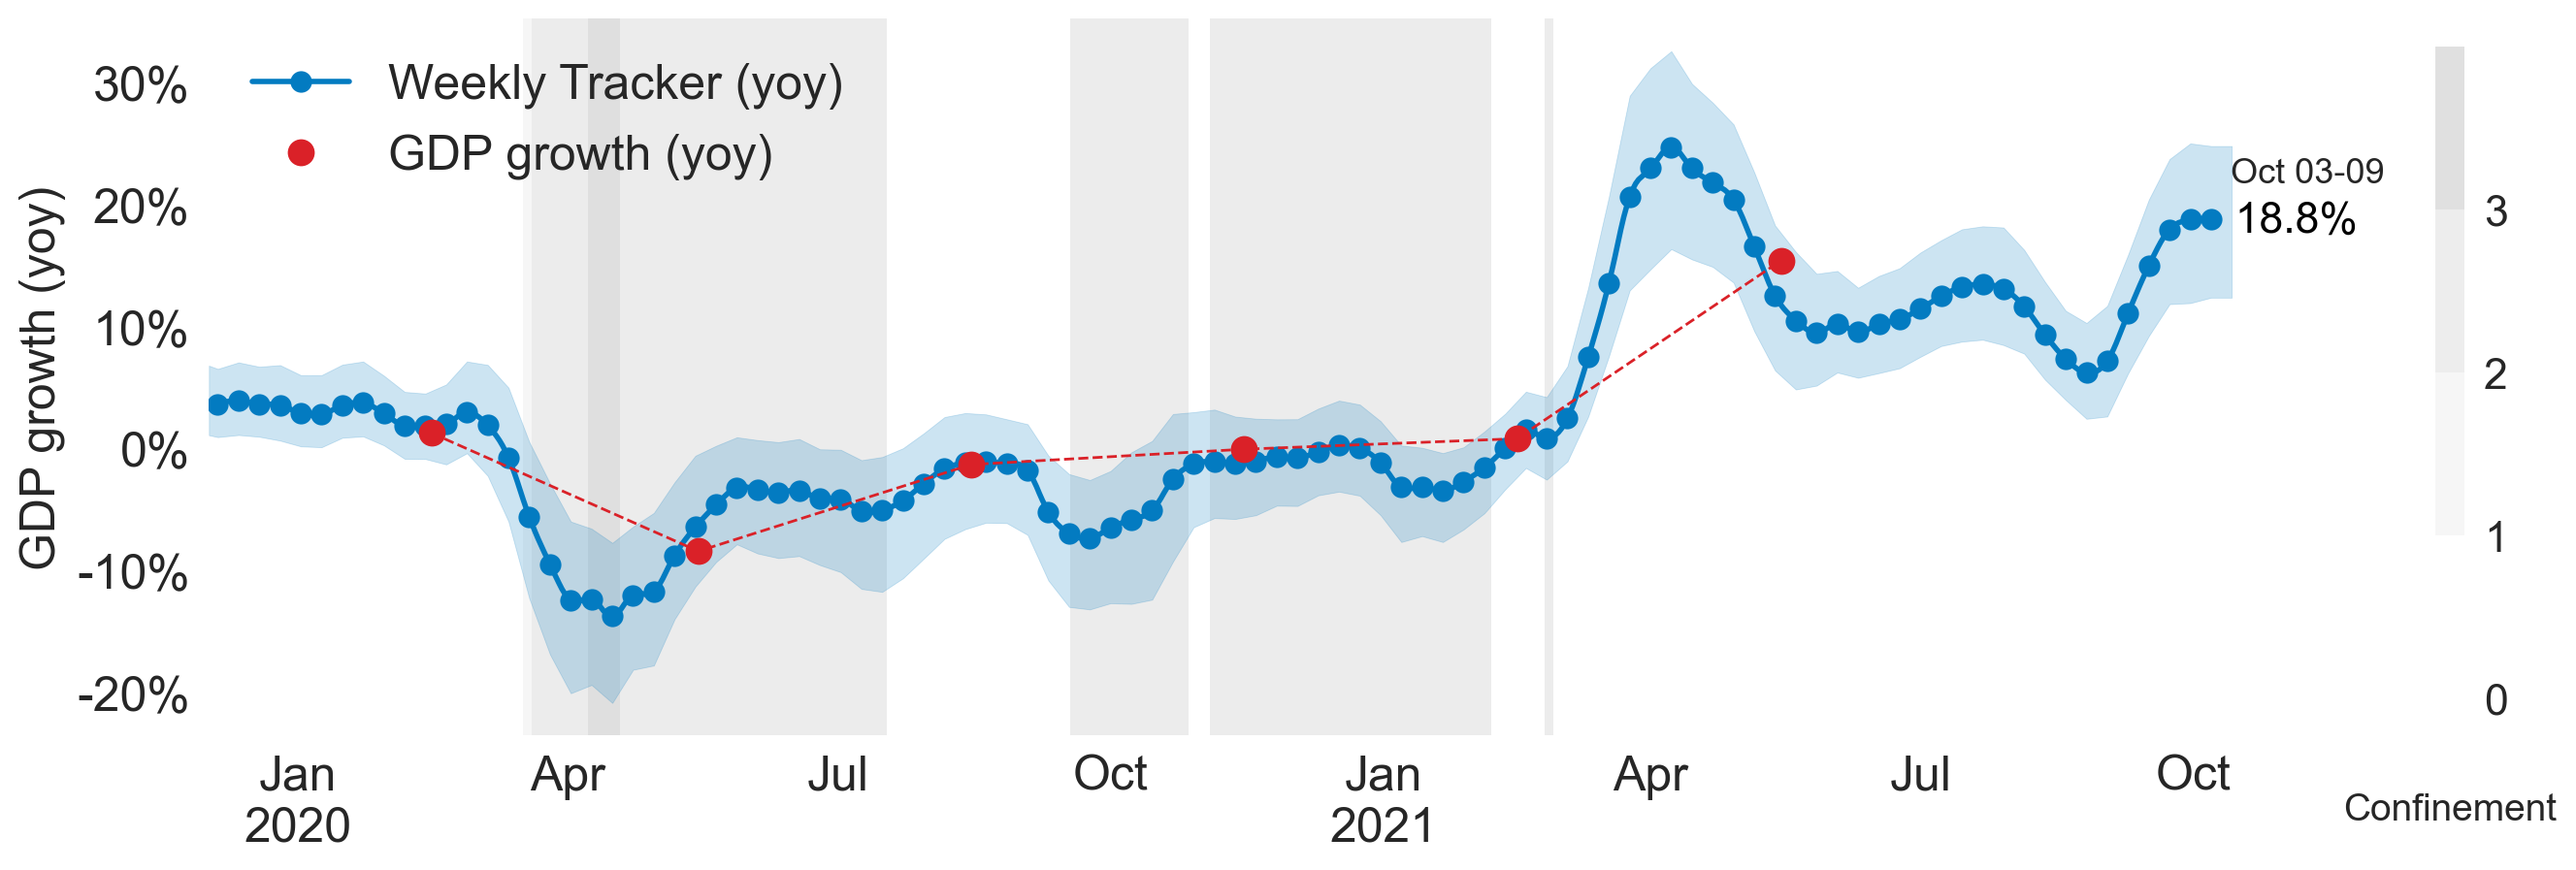 Weekly Tracker (yoy)
GDP growth (yoy)
GDP growth (yoy)
30%
20%
10%
0%
-10%
-20%
Oct 03-09
18.8%
3
2
1
0
Jan Apr Jul Oct Jan Apr Jul Oct
2020 2021
Confinement